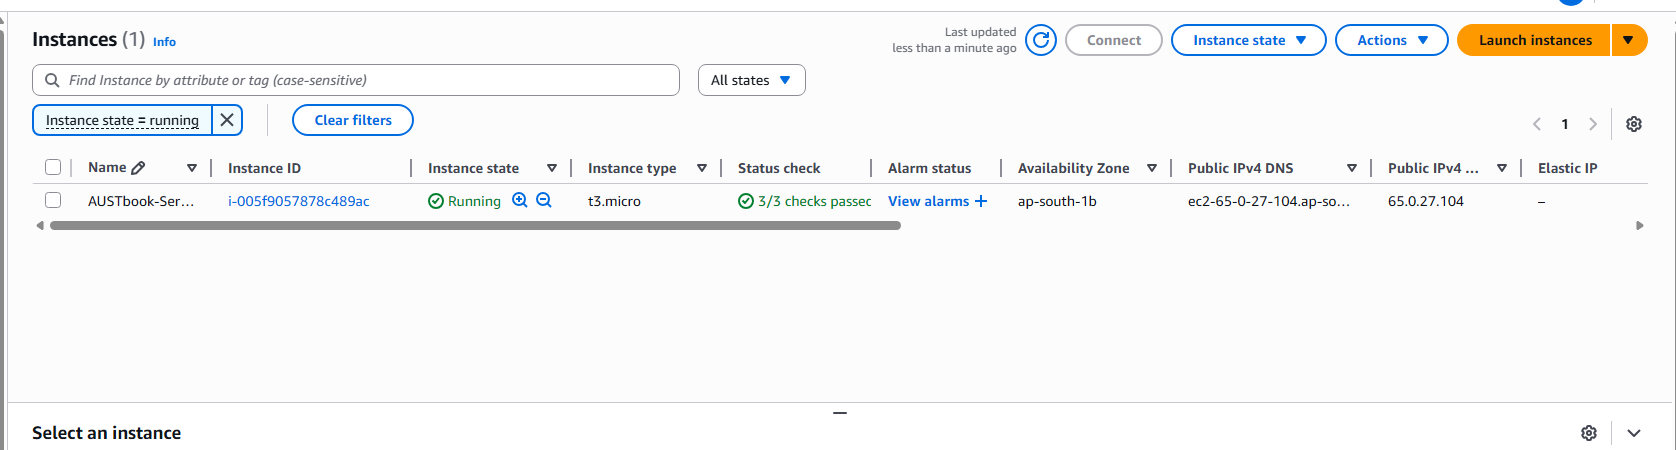 Instances (1) Info
Last updated
less than a minute ago
Connect
Instance state
Actions
Launch instances
Find Instance by attribute or tag (case-sensitive)
All states
Instance state = running
Clear filters
1
Name Instance ID Instance state Instance type Status check Alarm status Availability Zone Public IPv4 DNS Public IPv4 ... Elastic IP
AUSTbook-Ser... i-005f9057878c489ac Running t3.micro 3/3 checks passec View alarms + ap-south-1b ec2-65-0-27-104.ap-so... 65.0.27.104 –
Select an instance